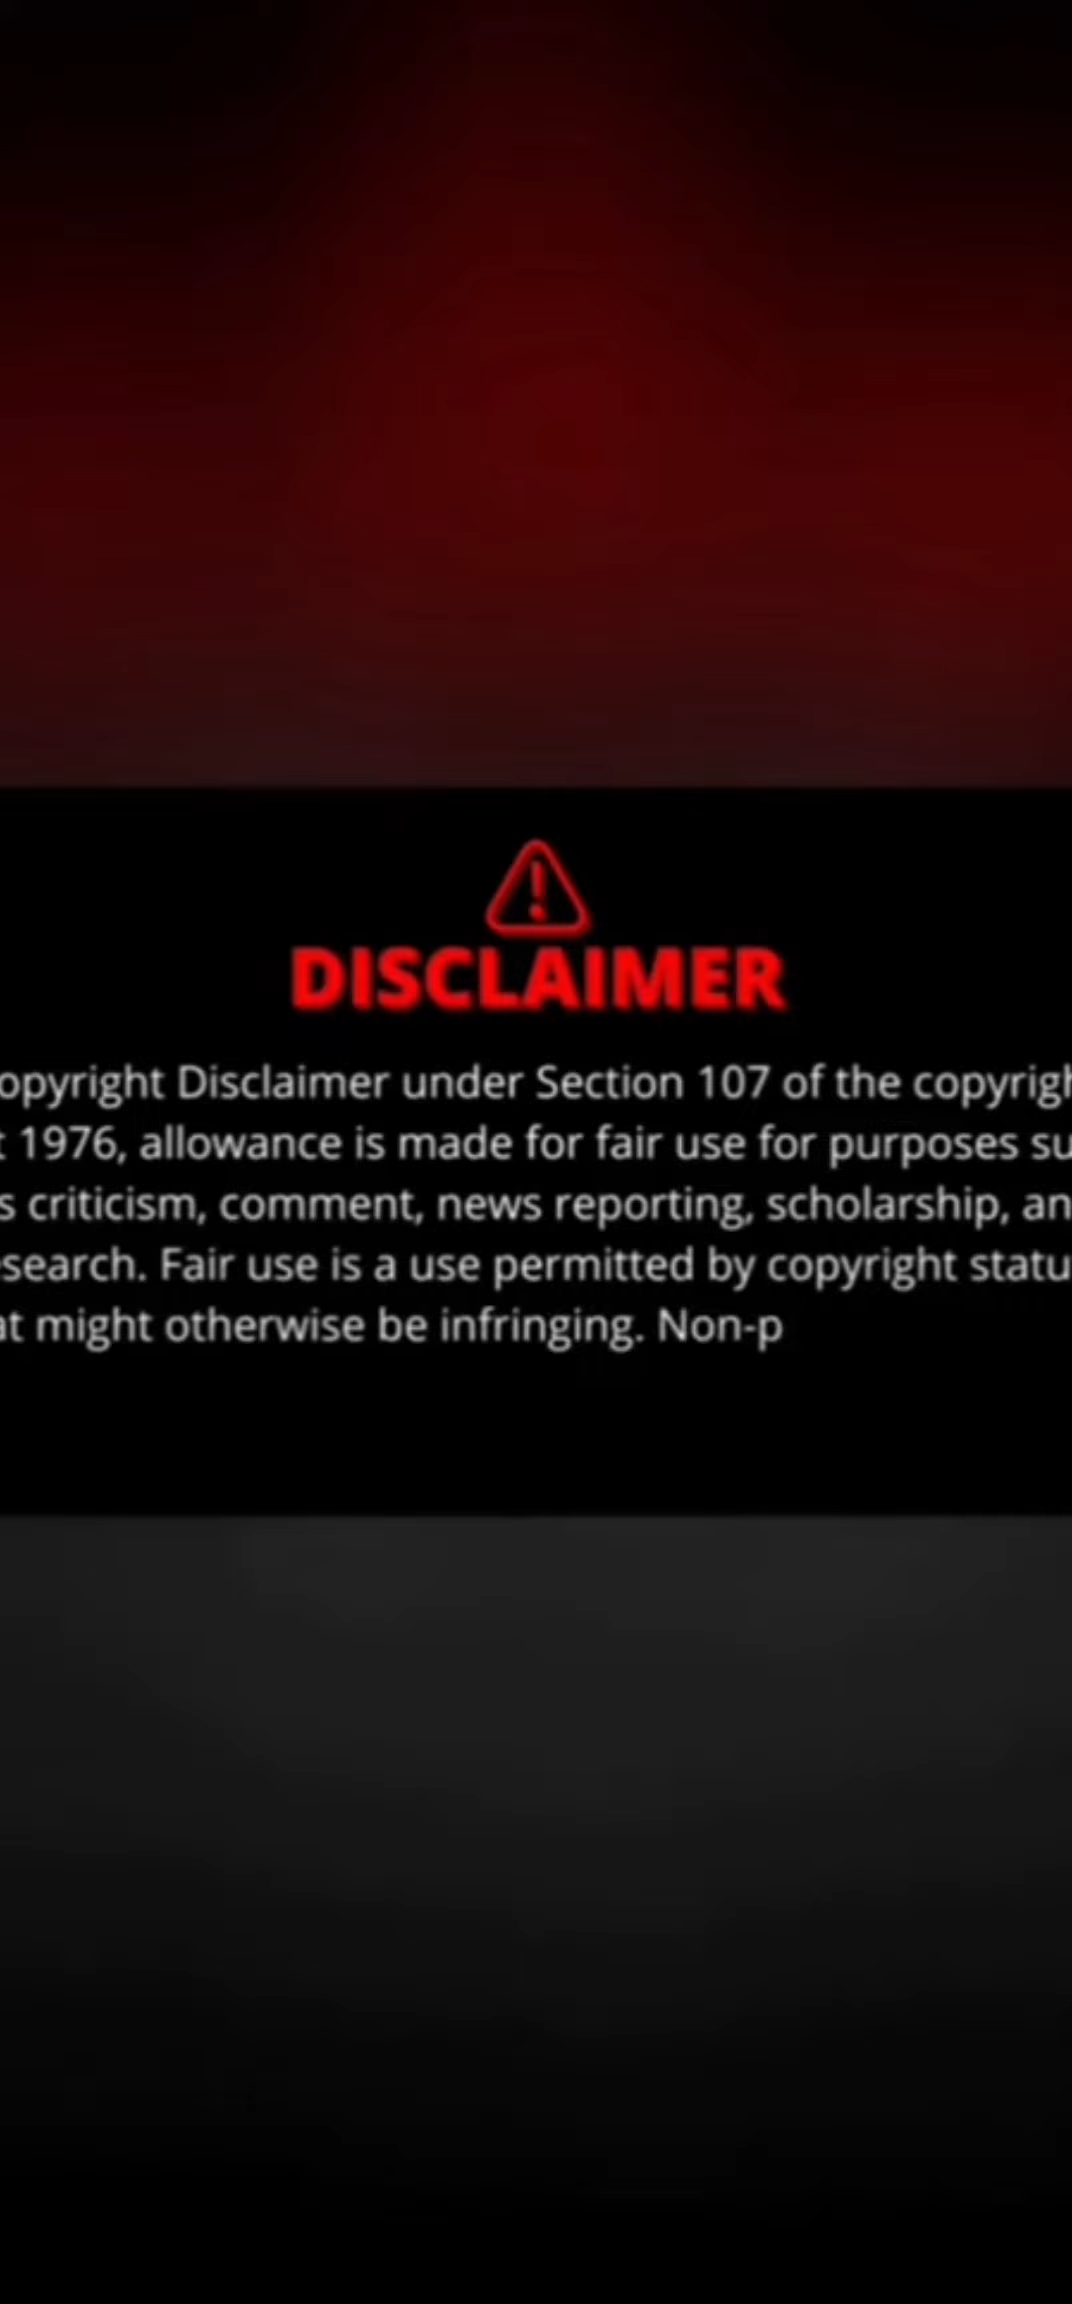 DISCLAIMER
opyright Disclaimer under Section 107 of the copyrigh
t 1976, allowance is made for fair use for purposes su
s criticism, comment, news reporting, scholarship, an
search. Fair use is a use permitted by copyright statu
at might otherwise be infringing. Non-p